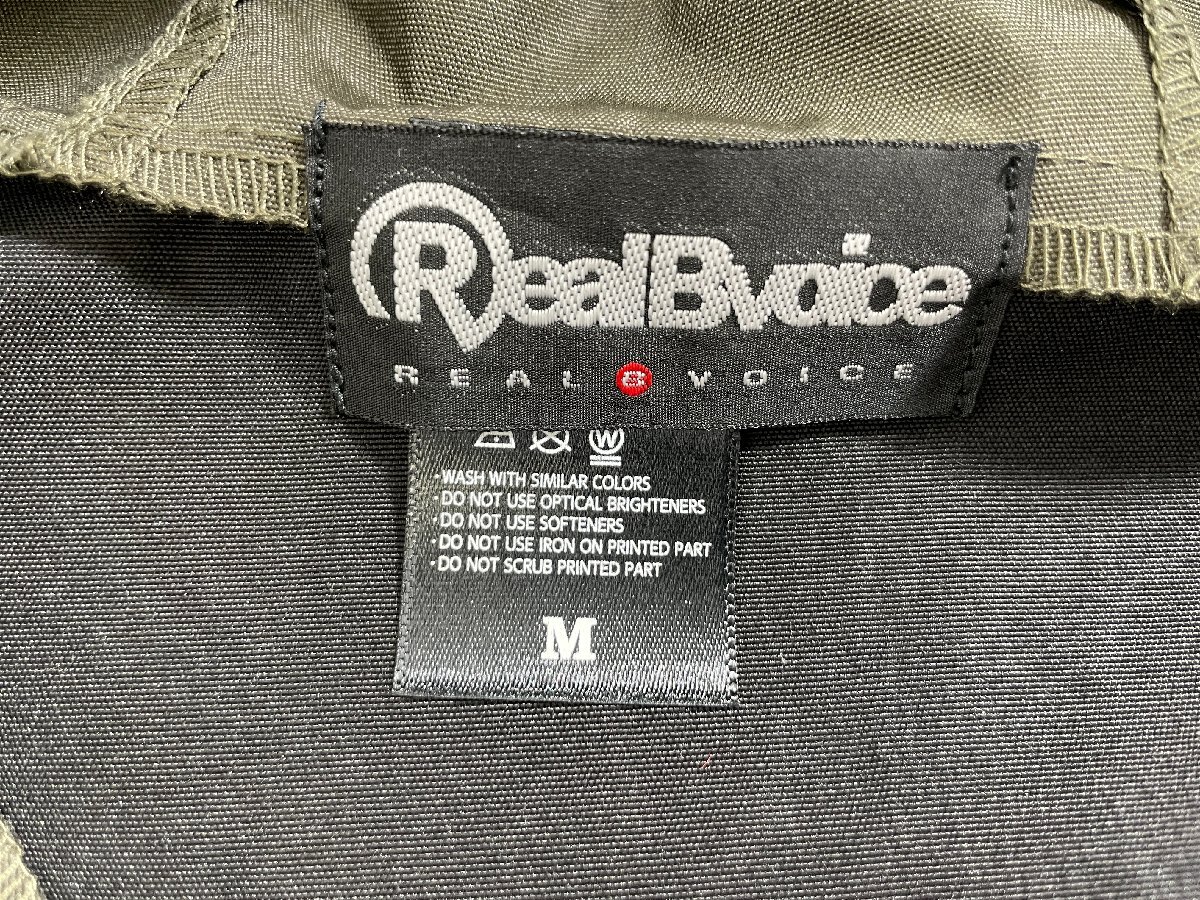 RealBvoice
REAL B VOICE
W
·WASH WITH SIMILAR COLORS
·DO NOT USE OPTICAL BRIGHTENERS
·DO NOT USE SOFTENERS
·DO NOT USE IRON ON PRINTED PART
·DO NOT SCRUB PRINTED PART
M